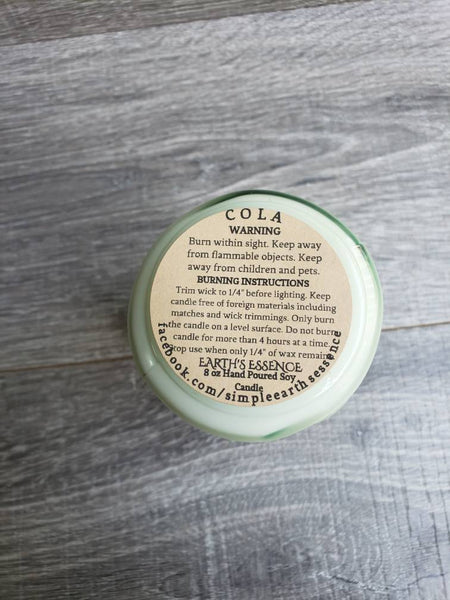 COLA
WARNING
Burn within sight. Keep away
from flammable objects. Keep
away from children and pets.
BURNING INSTRUCTIONS
Trim wick to 1/4" before lighting. Keep
candle free of foreign materials including
matches and wick trimmings. Only burn
the candle on a level surface. Do not burn
candle for more than 4 hours at a time.
Stop use when only 1/4" of wax remains
EARTH'S ESSENCE
8 oz Hand Poured Soy
Candle
facebook.com/simpleearthsessence